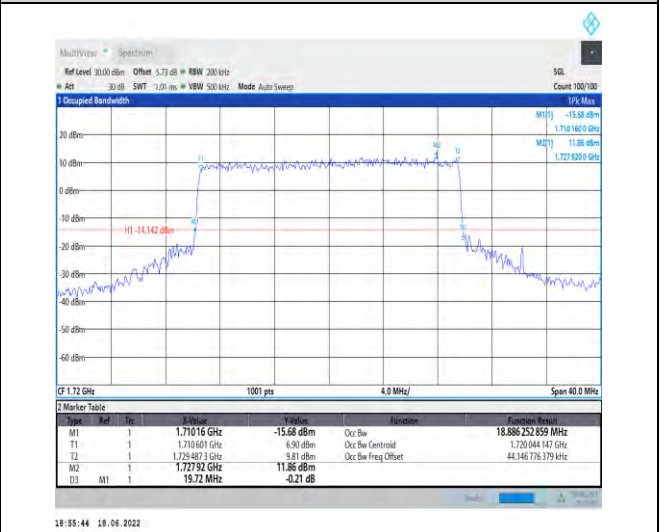 MultiView Spectrum
Ref Level 30.00 dBm Offset 5.73 dB RBW 200 kHz SGL
Att 30 dB SWT 1.01 ms VBW 500 kHz Mode Auto Sweep Count 100/100
1 Occupied Bandwidth 1Pk Max
M1[1] -15.68 dBm
1.710 160 0 GHz
M2[1] 11.86 dBm
1.727 920 0 GHz
20 dBm
M2
T1 T2
10 dBm
0 dBm
-10 dBm
M1
H1 -14.142 dBm
-20 dBm
-30 dBm
-40 dBm
-50 dBm
-60 dBm
CF 1.72 GHz 1001 pts 4.0 MHz/ Span 40.0 MHz
2 Marker Table
Type Ref Trc X-Value Y-Value Function Function Result
M1 1 1.71016 GHz -15.68 dBm Occ Bw 18.886 252 859 MHz
T1 1 1.710 601 GHz 6.90 dBm Occ Bw Centroid 1.720 044 147 GHz
T2 1 1.729 487 3 GHz 9.81 dBm Occ Bw Freq Offset 44.146 776 379 kHz
M2 1 1.727 92 GHz 11.86 dBm
D3 M1 1 19.72 MHz -0.21 dB
18:55:44 18.06.2022